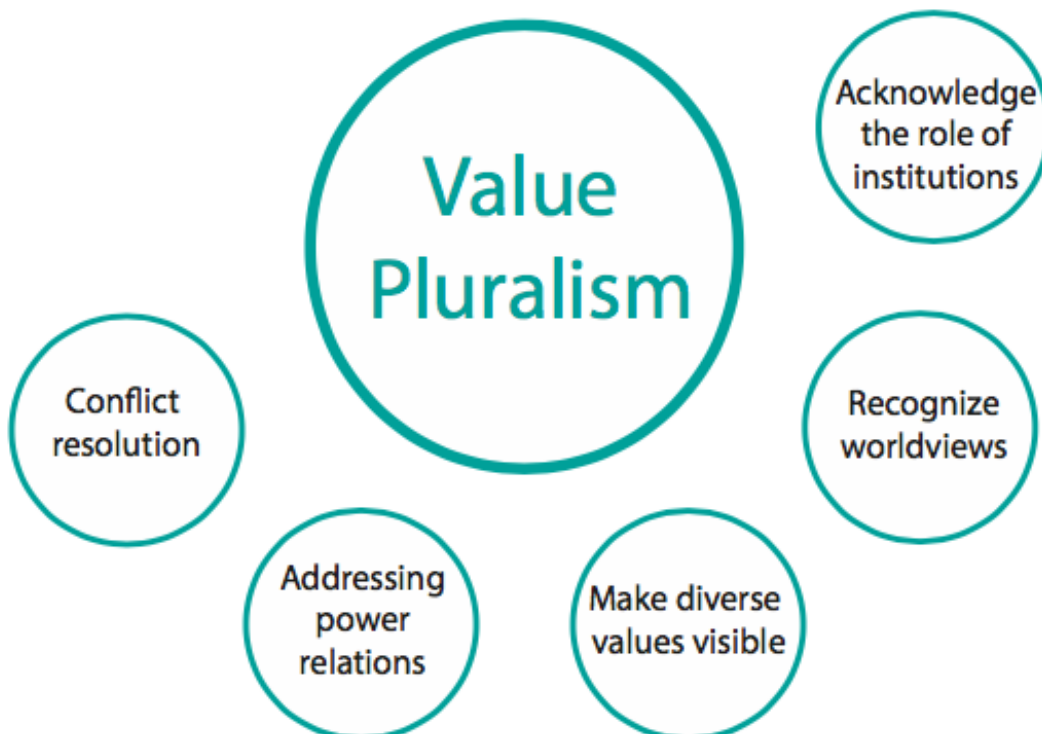 Value
Pluralism
Acknowledge
the role of
institutions
Recognize
worldviews
Make diverse
values visible
Addressing
power
relations
Conflict
resolution